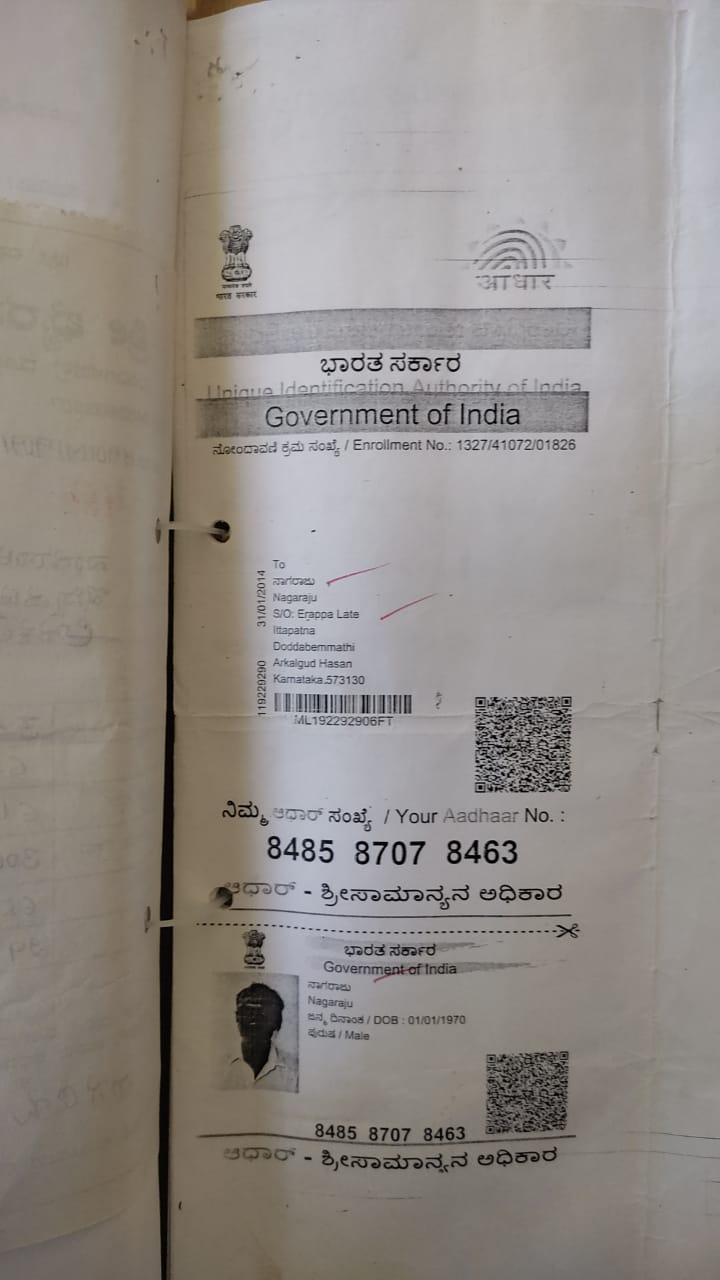 भारत सरकार
आधार
ಭಾರತ ಸರ್ಕಾರ
Unique Identification Authority of India
Government of India
ನೋಂದಾವಣೆ ಕ್ರಮ ಸಂಖ್ಯೆ / Enrollment No.: 1327/41072/01826
To
ನಾಗರಾಜು
Nagaraju
S/O: Erappa Late
Ittapatna
Doddabemmathi
Arkalgud Hasan
Karnataka 573130
31/01/2014
119229290
ML192292906FT
ನಿಮ್ಮ ಆಧಾರ್ ಸಂಖ್ಯೆ / Your Aadhaar No. :
8485 8707 8463
ಆಧಾರ್ - ಶ್ರೀಸಾಮಾನ್ಯನ ಅಧಿಕಾರ
ಭಾರತ ಸರ್ಕಾರ
Government of India
ನಾಗರಾಜು
Nagaraju
ಜನ್ಮ ದಿನಾಂಕ / DOB : 01/01/1970
ಪುರುಷ / Male
8485 8707 8463
ಆಧಾರ್ - ಶ್ರೀಸಾಮಾನ್ಯನ ಅಧಿಕಾರ